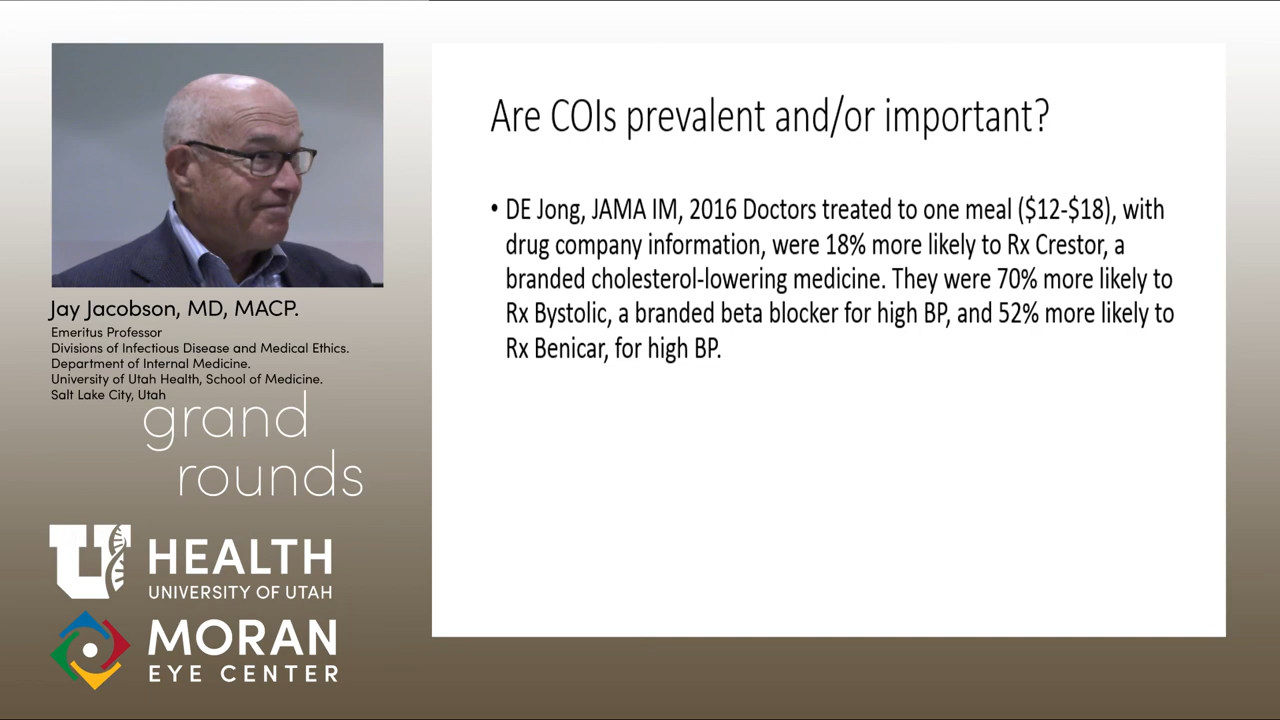 Are COIs prevalent and/or important?
• DE Jong, JAMA IM, 2016 Doctors treated to one meal ($12-$18), with
drug company information, were 18% more likely to Rx Crestor, a
branded cholesterol-lowering medicine. They were 70% more likely to
Rx Bystolic, a branded beta blocker for high BP, and 52% more likely to
Rx Benicar, for high BP.
Jay Jacobson, MD, MACP.
Emeritus Professor
Divisions of Infectious Disease and Medical Ethics.
Department of Internal Medicine.
University of Utah Health, School of Medicine.
Salt Lake City, Utah
grand
rounds
U HEALTH
UNIVERSITY OF UTAH
MORAN
EYE CENTER